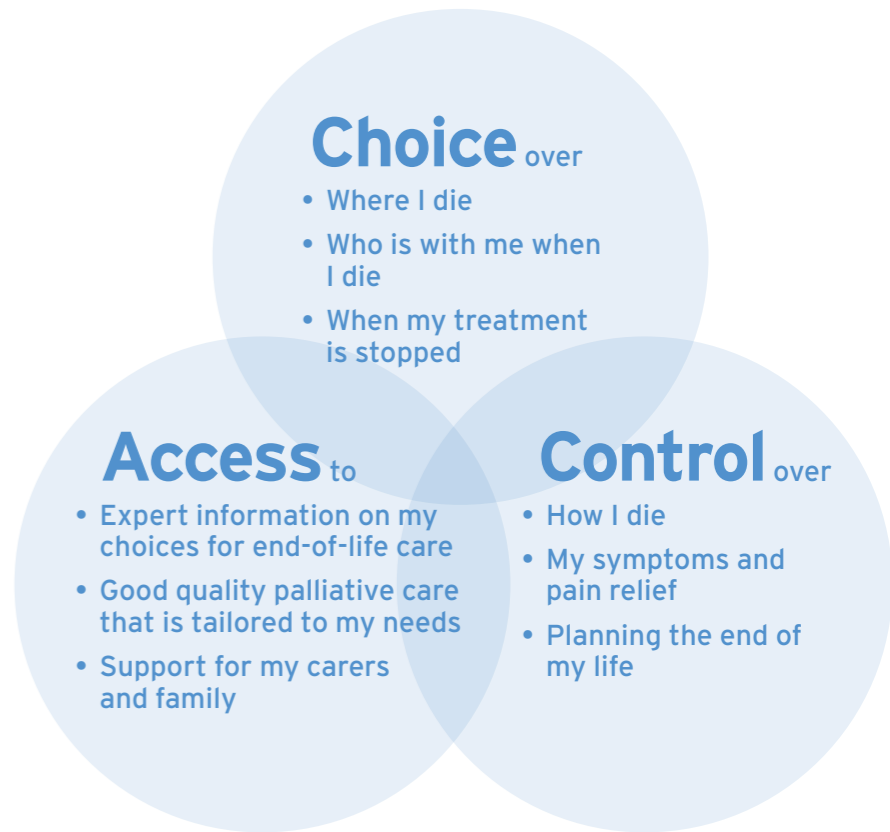 Choice over
• Where I die
• Who is with me when
I die
• When my treatment
is stopped
Access to
• Expert information on my
choices for end-of-life care
• Good quality palliative care
that is tailored to my needs
• Support for my carers
and family
Control over
• How I die
• My symptoms and
pain relief
• Planning the end of
my life